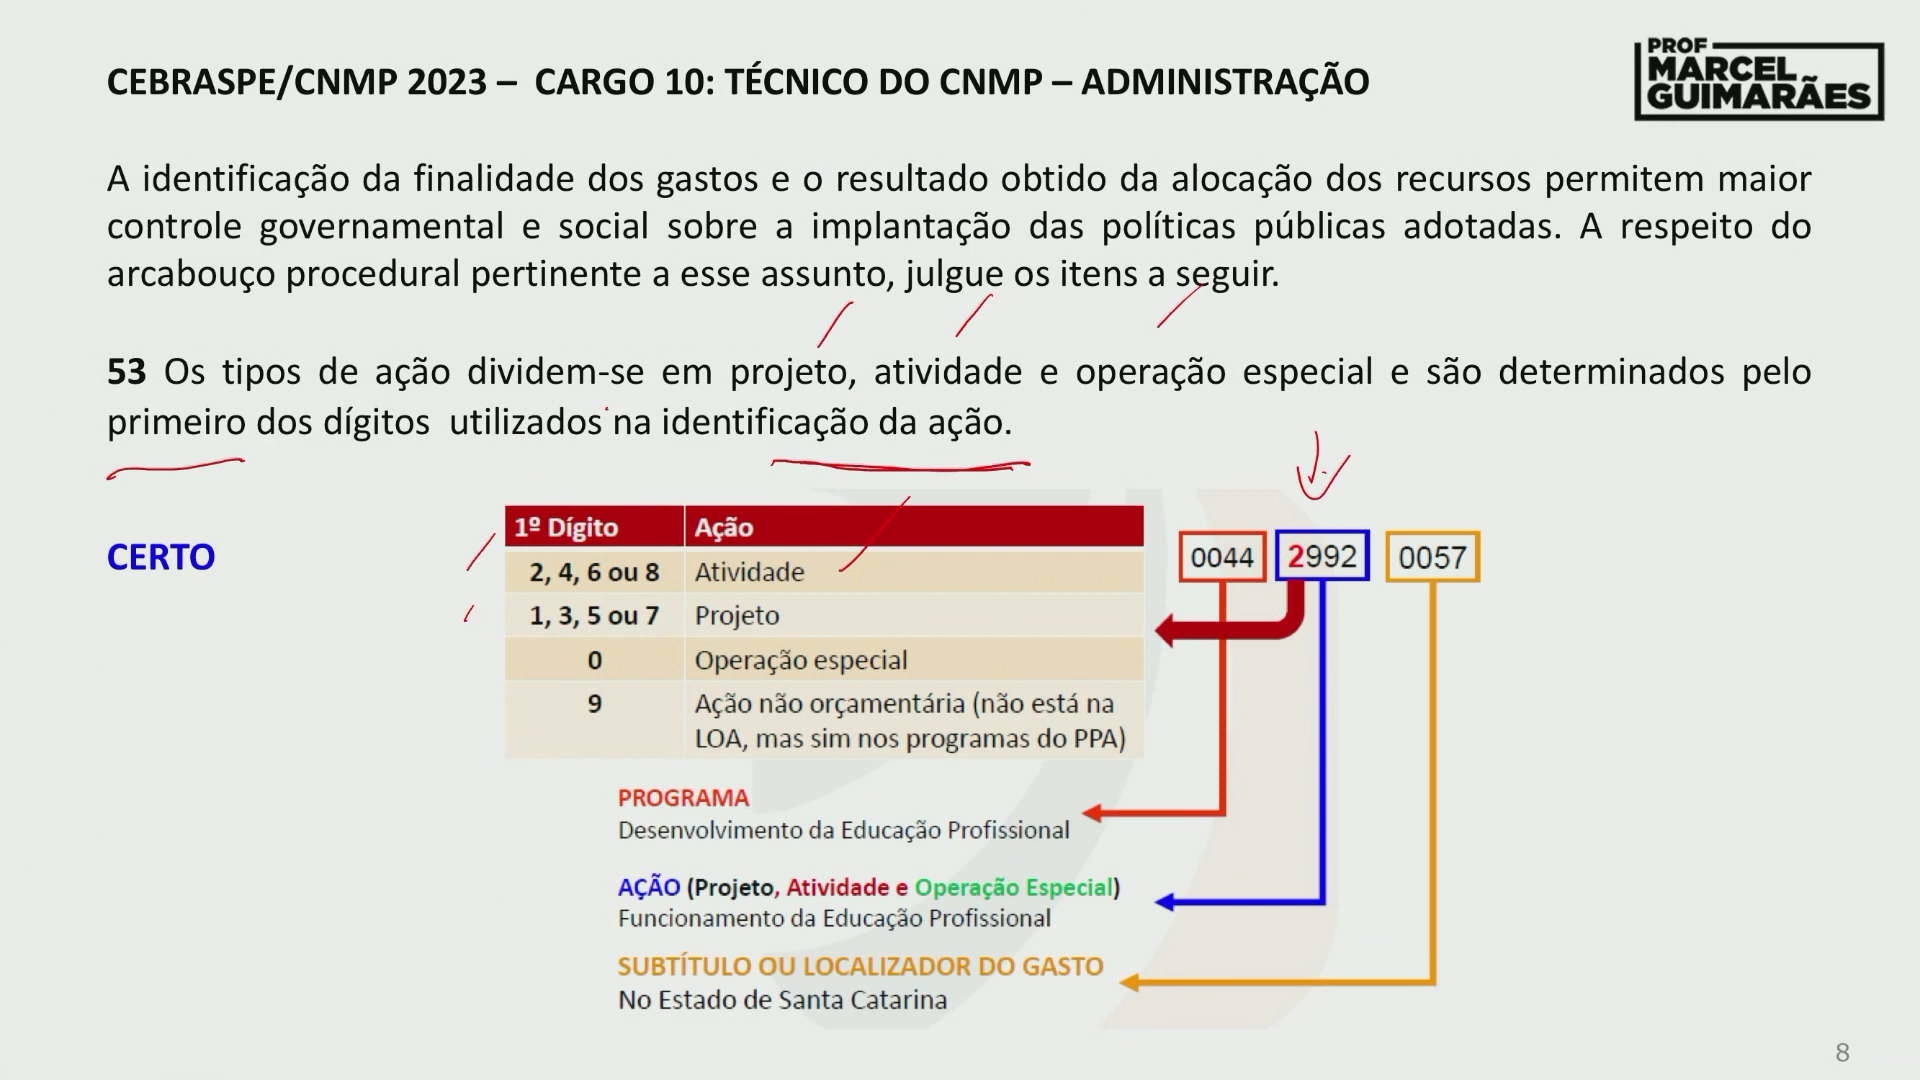 CEBRASPE/CNMP 2023 – CARGO 10: TÉCNICO DO CNMP – ADMINISTRAÇÃO
PROF
MARCEL
GUIMARÃES
A identificação da finalidade dos gastos e o resultado obtido da alocação dos recursos permitem maior
controle governamental e social sobre a implantação das políticas públicas adotadas. A respeito do
arcabouço procedural pertinente a esse assunto, julgue os itens a seguir.
53 Os tipos de ação dividem-se em projeto, atividade e operação especial e são determinados pelo
primeiro dos dígitos utilizados na identificação da ação.
CERTO
1º Dígito Ação
2, 4, 6 ou 8 Atividade
1, 3, 5 ou 7 Projeto
0 Operação especial
9 Ação não orçamentária (não está na
LOA, mas sim nos programas do PPA)
0044 2992 0057
PROGRAMA
Desenvolvimento da Educação Profissional
AÇÃO (Projeto, Atividade e Operação Especial)
Funcionamento da Educação Profissional
SUBTÍTULO OU LOCALIZADOR DO GASTO
No Estado de Santa Catarina
8